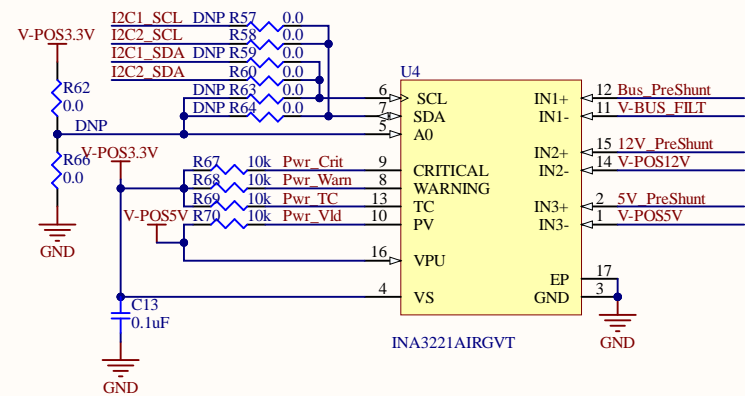 I2C1_SCL DNP R57 0.0
I2C2_SCL R58 0.0
I2C1_SDA DNP R59 0.0
I2C2_SDA R60 0.0
DNP R63 0.0
DNP R64 0.0
V-POS3.3V
R62
0.0
DNP
R66
0.0
GND
V-POS3.3V
R67 10k Pwr_Crit
R68 10k Pwr_Warn
R69 10k Pwr_TC
V-POS5V R70 10k Pwr_Vld
C13
0.1uF
GND
U4
6 SCL
7 SDA
5 A0
9 CRITICAL
8 WARNING
13 TC
10 PV
16 VPU
4 VS
IN1+ 12 Bus_PreShunt
IN1- 11 V-BUS_FILT
IN2+ 15 12V_PreShunt
IN2- 14 V-POS12V
IN3+ 2 5V_PreShunt
IN3- 1 V-POS5V
EP 17
GND 3
GND
INA3221AIRGVT